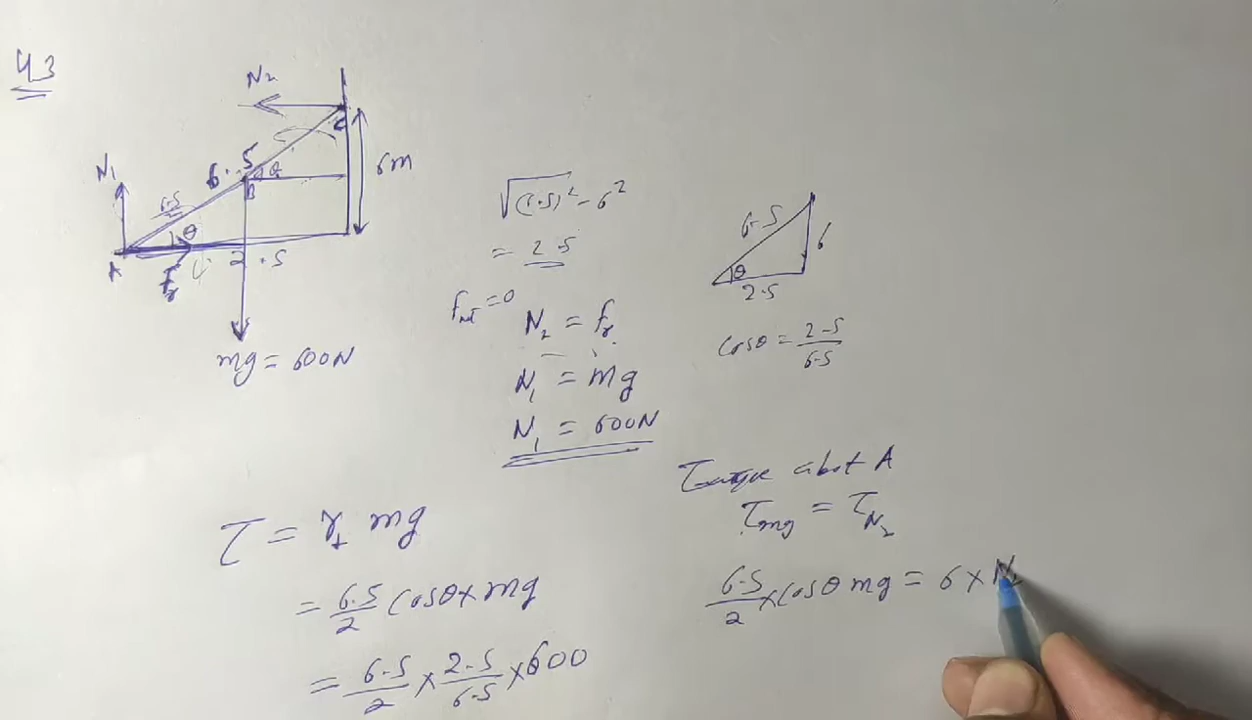 43
N₂
N₁
6.5
6m
B
θ
6.5
θ
A
fᵣ
2.5
mg = 600N
√(6.5)² - 6²
= 2.5
Fnet = 0
N₂ = fᵣ
N₁ = mg
N₁ = 600N
6.5
6
θ
2.5
cosθ = 2.5/6.5
Torque about A
τmg = τN₂
6.5/2 × cosθ mg = 6 × N₂
τ = r⊥ mg
= 6.5/2 cosθ × mg
= 6.5/2 × 2.5/6.5 × 600